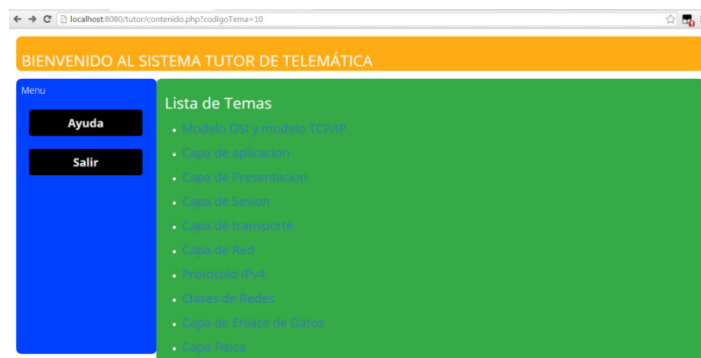 localhost:8080/tutor/contenido.php?codigoTema=10
BIENVENIDO AL SISTEMA TUTOR DE TELEMÁTICA
Menu
Ayuda
Salir
Lista de Temas
Modelo OSI y modelo TCP/IP
Capa de aplicacion
Capa de Presentacion
Capa de Sesion
Capa de transporte
Capa de Red
Protocolo IPv4
Clases de Redes
Capa de Enlace de Datos
Capa Fisica